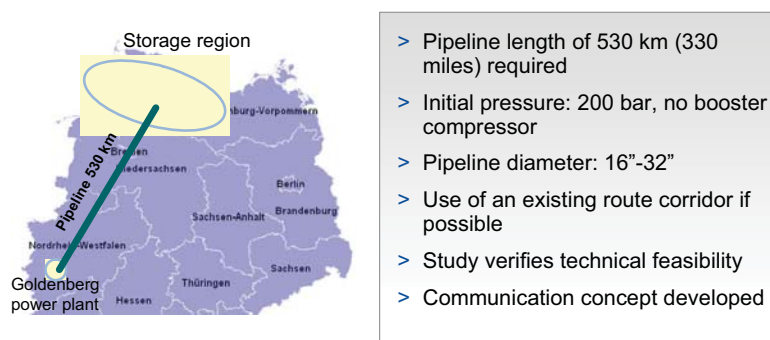 Storage region
nburg-Vorpommern
Bremen
Niedersachsen
Berlin
Brandenburg
Sachsen-Anhalt
Pipeline 530 km
Nordrhein-Westfalen
Goldenberg
power plant
Hessen
Thüringen
Sachsen
> Pipeline length of 530 km (330
miles) required
> Initial pressure: 200 bar, no booster
compressor
> Pipeline diameter: 16”-32”
> Use of an existing route corridor if
possible
> Study verifies technical feasibility
> Communication concept developed